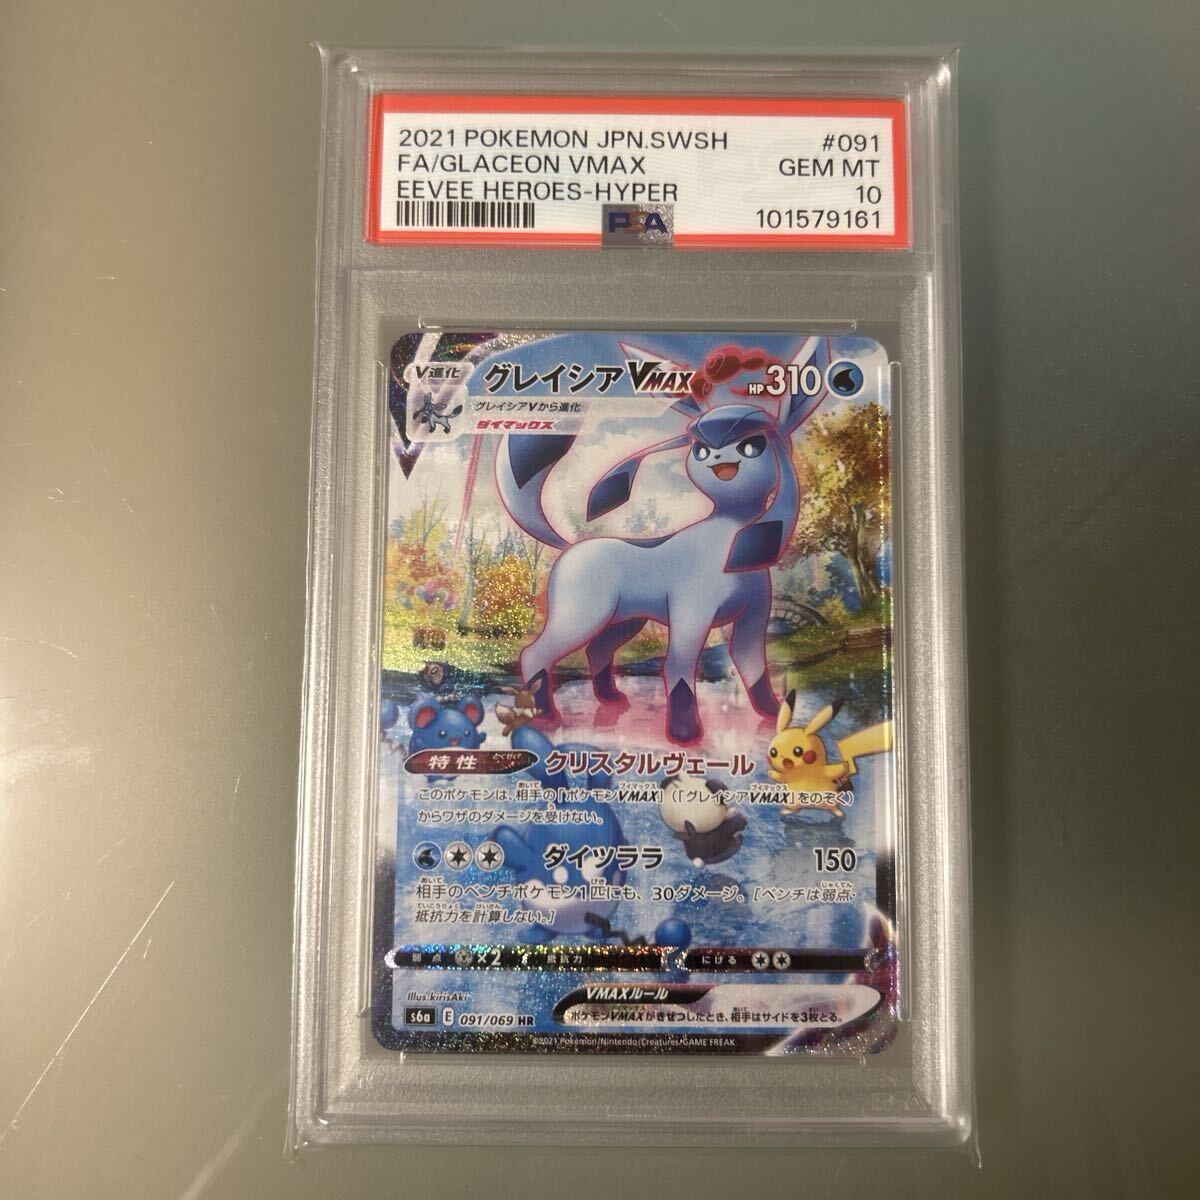 2021 POKEMON JPN.SWSH #091
FA/GLACEON VMAX GEM MT
EEVEE HEROES-HYPER 10
PSA 101579161
V進化 グレイシアVMAX HP310
グレイシアVから進化
ダイマックス
特性 とくせい クリスタルヴェール
このポケモンは、相手の「ポケモンVMAX」(「グレイシアVMAX」をのぞく)
からワザのダメージを受けない。
ダイツララ 150
相手のベンチポケモン1匹にも、30ダメージ。[ベンチは弱点・
抵抗力を計算しない。]
弱点 ×2 抵抗力 にげる
Illus.kirisAki VMAXルール
s6a E 091/069 HR ポケモンVMAXがきぜつしたとき、相手はサイドを3枚とる。
©2021 Pokémon/Nintendo/Creatures/GAME FREAK